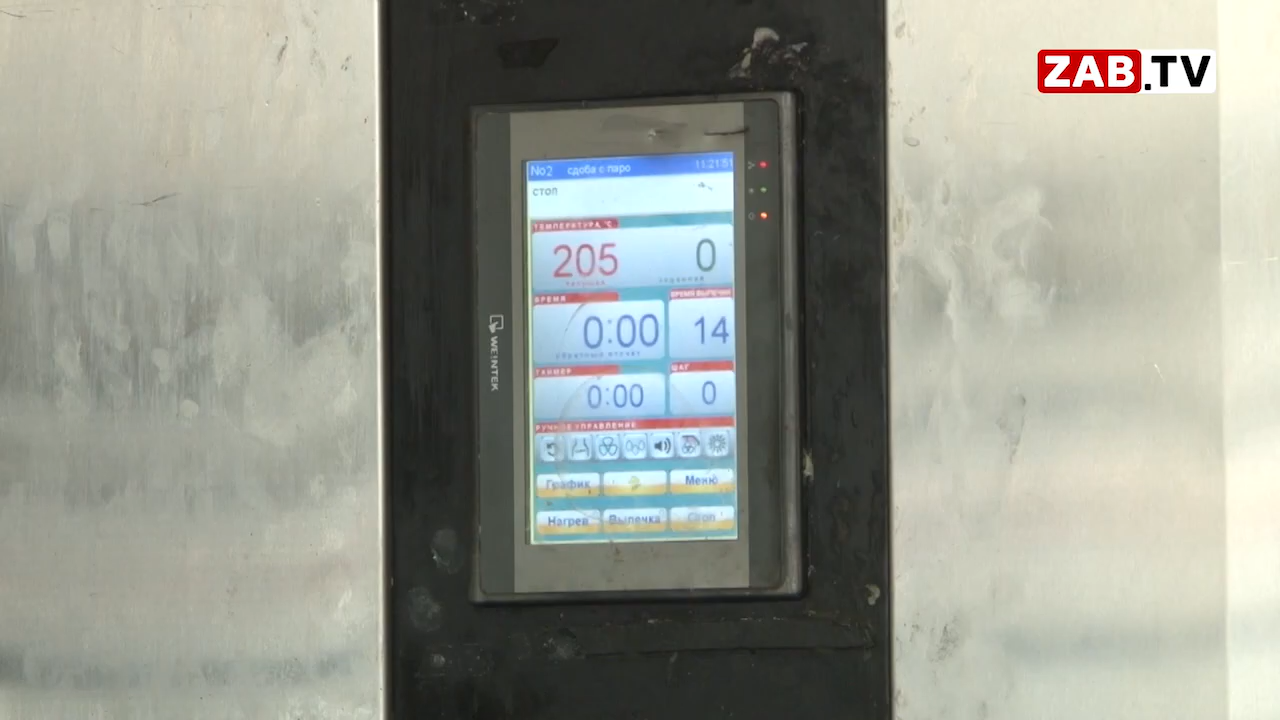 ZAB.TV
No2 сдоба с паро 11:21:51
СТОП
ТЕМПЕРАТУРА °С
205 0
текущая заданная
ВРЕМЯ ВРЕМЯ ВЫПЕЧКИ
0:00 14
обратный отсчет
ТАЙМЕР ШАГ
0:00 0
РУЧНОЕ УПРАВЛЕНИЕ
График Меню
Нагрев Выпечка Стоп
WEINTEK